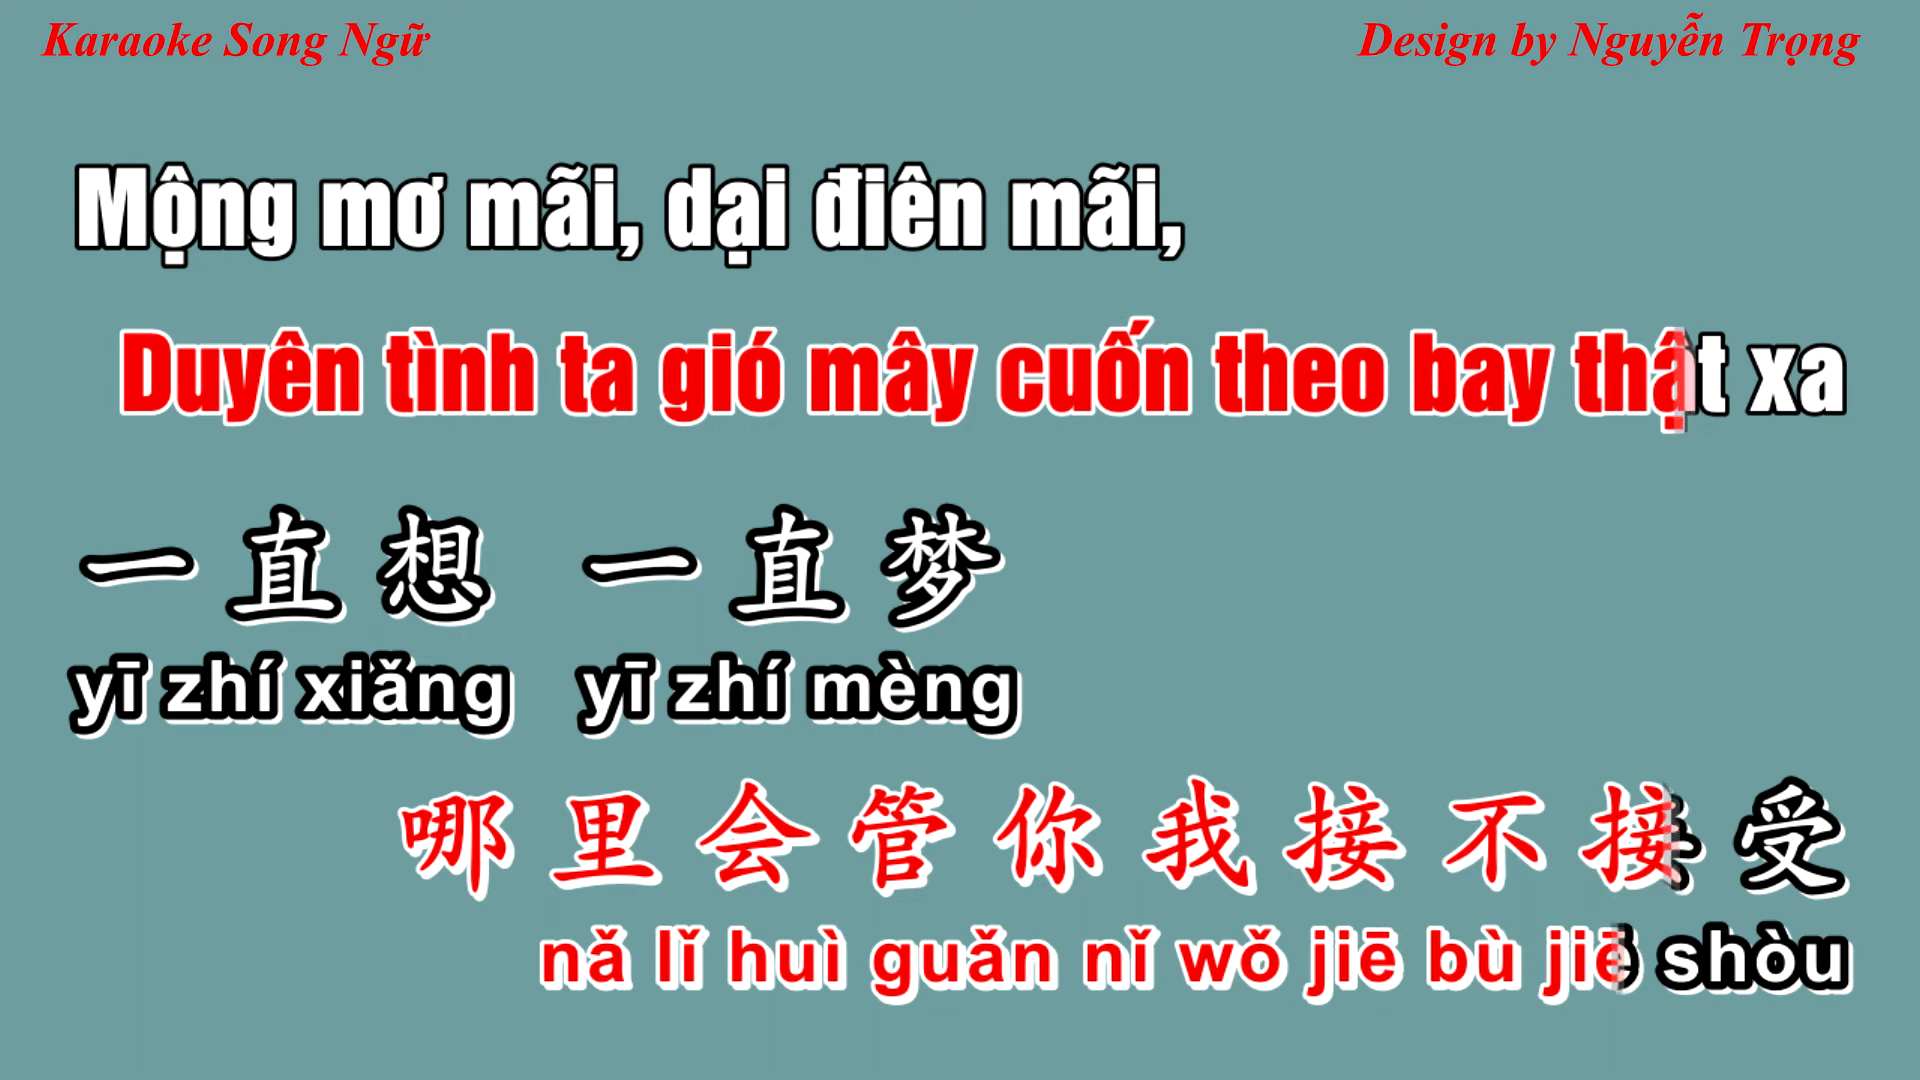 Karaoke Song Ngữ
Design by Nguyễn Trọng
Mộng mơ mãi, dại điên mãi,
Duyên tình ta gió mây cuốn theo bay thật xa
一直想 一直梦
yī zhí xiǎng yī zhí mèng
哪里会管你我接不接受
nǎ lǐ huì guǎn nǐ wǒ jiē bù jiē shòu